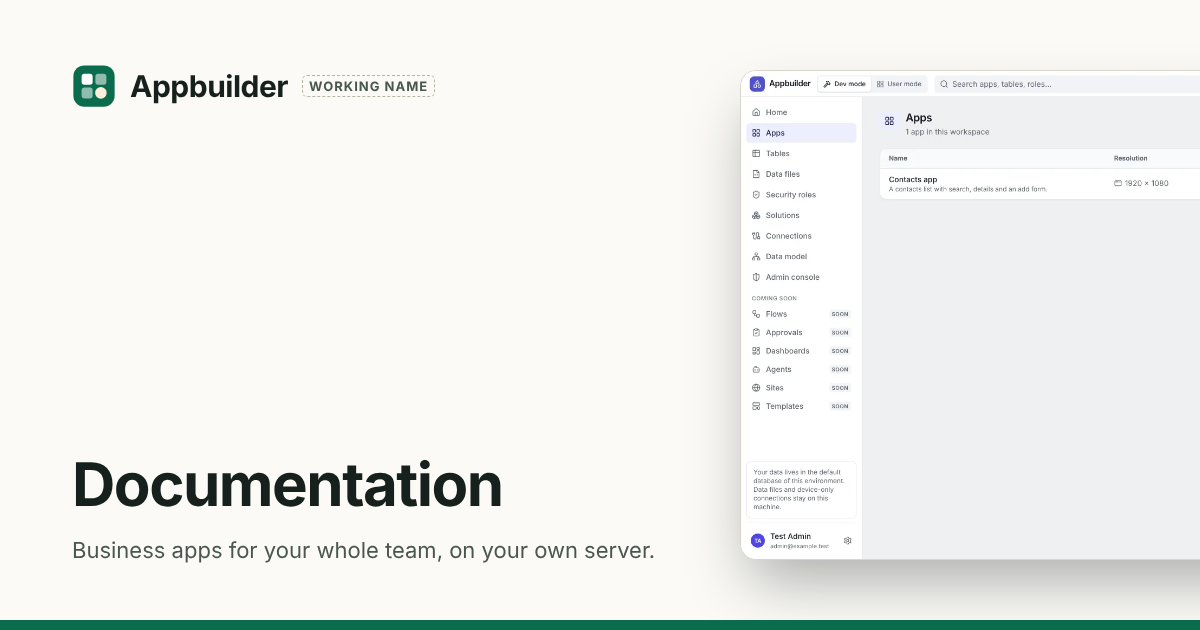 Appbuilder
WORKING NAME
Documentation
Business apps for your whole team, on your own server.
Appbuilder
Dev mode
User mode
Search apps, tables, roles...
Home
Apps
Tables
Data files
Security roles
Solutions
Connections
Data model
Admin console
COMING SOON
Flows SOON
Approvals SOON
Dashboards SOON
Agents SOON
Sites SOON
Templates SOON
Your data lives in the default
database of this environment.
Data files and device-only
connections stay on this
machine.
TA
Test Admin
admin@example.test
Apps
1 app in this workspace
Name Resolution
Contacts app
A contacts list with search, details and an add form.
1920 × 1080